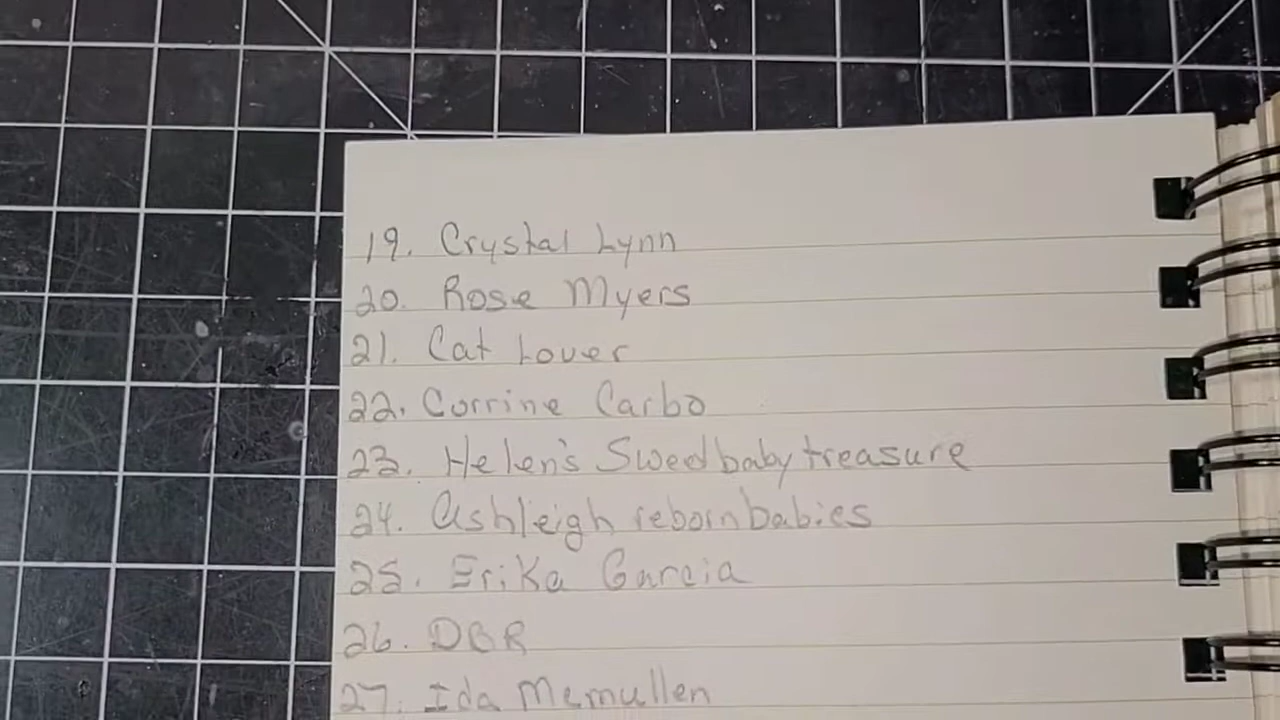 19. Crystal Lynn
20. Rose Myers
21. Cat Lover
22. Corrine Carbo
23. Helen's Sweetbabytreasure
24. Ashleigh rebornbabies
25. Erika Garcia
26. DBR
27. Ida Mcmullen